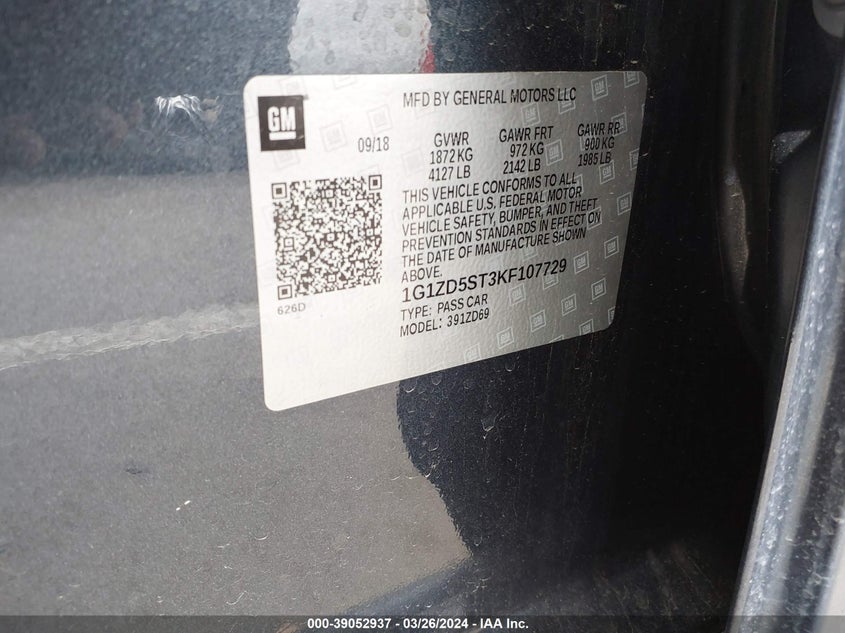 GM
MFD BY GENERAL MOTORS LLC
09/18
GVWR GAWR FRT GAWR RR
1872 KG 972 KG 900 KG
4127 LB 2142 LB 1985 LB
THIS VEHICLE CONFORMS TO ALL
APPLICABLE U.S. FEDERAL MOTOR
VEHICLE SAFETY, BUMPER, AND THEFT
PREVENTION STANDARDS IN EFFECT ON
THE DATE OF MANUFACTURE SHOWN
ABOVE.
1G1ZD5ST3KF107729
TYPE: PASS CAR
MODEL: 391ZD69
626D
000-39052937 - 03/26/2024 - IAA Inc.